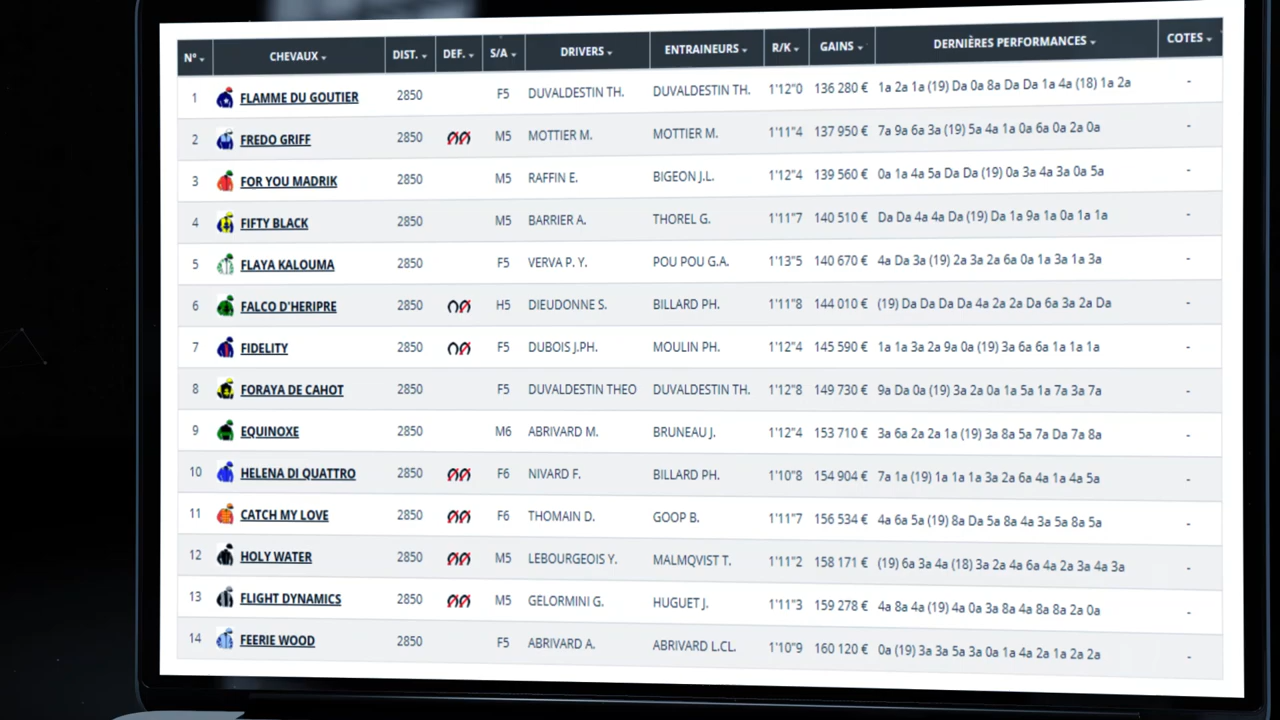 N° CHEVAUX DIST. DEF. S/A DRIVERS ENTRAINEURS R/K GAINS DERNIÈRES PERFORMANCES COTES
1 FLAMME DU GOUTIER 2850 F5 DUVALDESTIN TH. DUVALDESTIN TH. 1'12"0 136 280 € 1a 2a 1a (19) Da 0a 8a Da Da 1a 4a (18) 1a 2a -
2 FREDO GRIFF 2850 M5 MOTTIER M. MOTTIER M. 1'11"4 137 950 € 7a 9a 6a 3a (19) 5a 4a 1a 0a 6a 0a 2a 0a -
3 FOR YOU MADRIK 2850 M5 RAFFIN E. BIGEON J.L. 1'12"4 139 560 € 0a 1a 4a 5a Da Da (19) 0a 3a 4a 3a 0a 5a -
4 FIFTY BLACK 2850 M5 BARRIER A. THOREL G. 1'11"7 140 510 € Da Da 4a 4a Da (19) Da 1a 9a 1a 0a 1a 1a -
5 FLAYA KALOUMA 2850 F5 VERVA P. Y. POU POU G.A. 1'13"5 140 670 € 4a Da 3a (19) 2a 3a 2a 6a 0a 1a 3a 1a 3a -
6 FALCO D'HERIPRE 2850 H5 DIEUDONNE S. BILLARD PH. 1'11"8 144 010 € (19) Da Da Da Da 4a 2a 2a Da 6a 3a 2a Da -
7 FIDELITY 2850 F5 DUBOIS J.PH. MOULIN PH. 1'12"4 145 590 € 1a 1a 3a 2a 9a 0a (19) 3a 6a 6a 1a 1a 1a -
8 FORAYA DE CAHOT 2850 F5 DUVALDESTIN THEO DUVALDESTIN TH. 1'12"8 149 730 € 9a Da 0a (19) 3a 2a 0a 1a 5a 1a 7a 3a 7a -
9 EQUINOXE 2850 M6 ABRIVARD M. BRUNEAU J. 1'12"4 153 710 € 3a 6a 2a 2a 1a (19) 3a 8a 5a 7a Da 7a 8a -
10 HELENA DI QUATTRO 2850 F6 NIVARD F. BILLARD PH. 1'10"8 154 904 € 7a 1a (19) 1a 1a 1a 3a 2a 6a 4a 1a 4a 5a -
11 CATCH MY LOVE 2850 F6 THOMAIN D. GOOP B. 1'11"7 156 534 € 4a 6a 5a (19) 8a Da 5a 8a 4a 3a 5a 8a 5a -
12 HOLY WATER 2850 M5 LEBOURGEOIS Y. MALMQVIST T. 1'11"2 158 171 € (19) 6a 3a 4a (18) 3a 2a 4a 6a 4a 2a 3a 4a 3a -
13 FLIGHT DYNAMICS 2850 M5 GELORMINI G. HUGUET J. 1'11"3 159 278 € 4a 8a 4a (19) 4a 0a 3a 8a 4a 8a 8a 2a 0a -
14 FEERIE WOOD 2850 F5 ABRIVARD A. ABRIVARD L.CL. 1'10"9 160 120 € 0a (19) 3a 3a 5a 3a 0a 1a 4a 2a 1a 2a 2a -